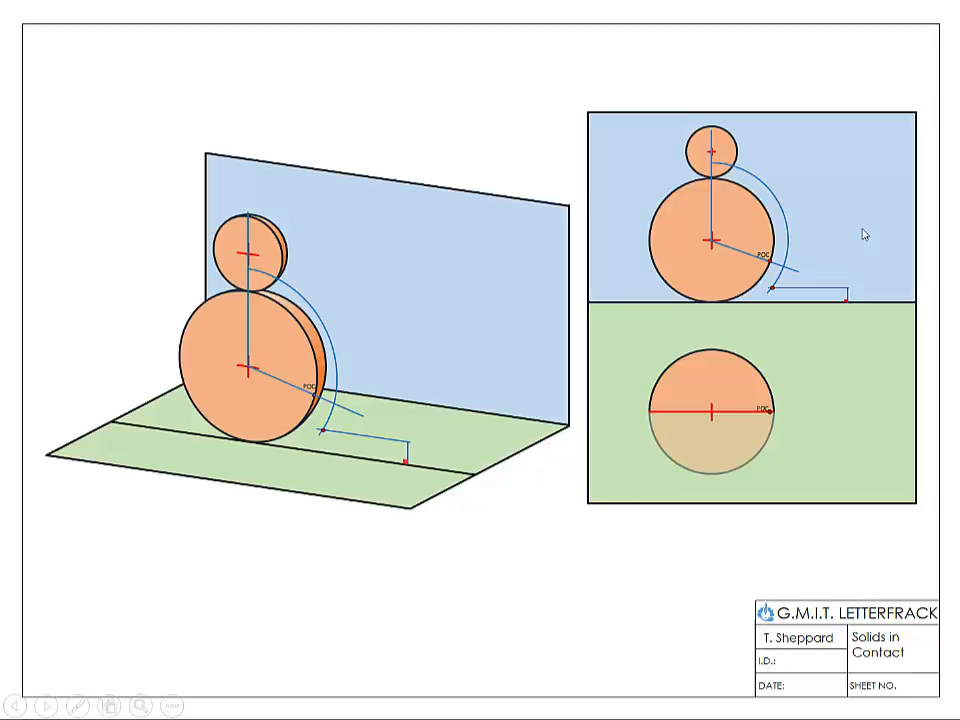 POC
POC
POC
G.M.I.T. LETTERFRACK
T. Sheppard
Solids in
Contact
I.D.:
DATE:
SHEET NO.